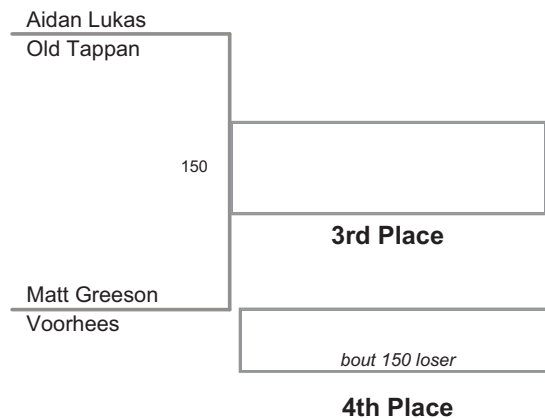 Aidan Lukas
Old Tappan
150
3rd Place
Matt Greeson
Voorhees
bout 150 loser
4th Place